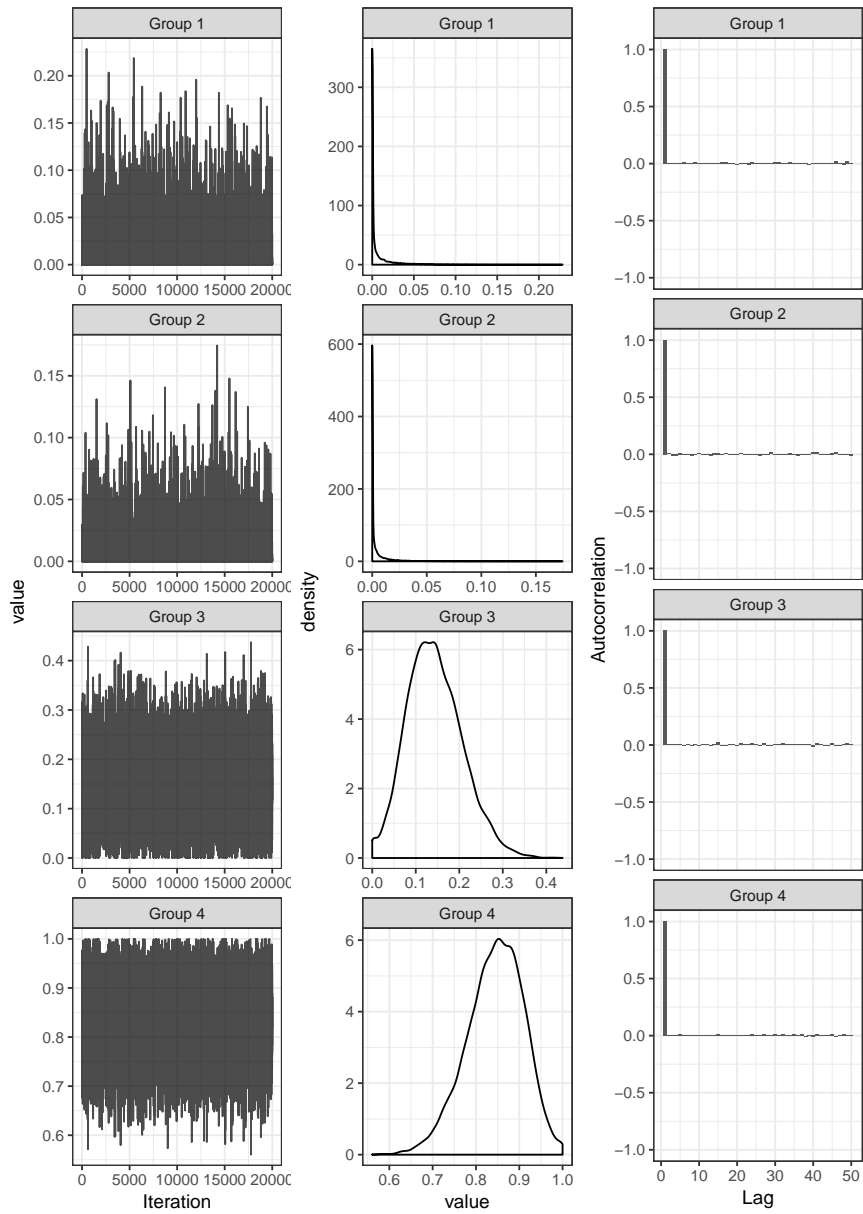 value
Group 1
0.20
0.15
0.10
0.05
0.00
0 5000 10000 15000 20000
Group 2
0.15
0.10
0.05
0.00
0 5000 10000 15000 20000
Group 3
0.4
0.3
0.2
0.1
0.0
0 5000 10000 15000 20000
Group 4
1.0
0.9
0.8
0.7
0.6
0 5000 10000 15000 20000
Iteration
density
Group 1
300
200
100
0
0.00 0.05 0.10 0.15 0.20
Group 2
600
400
200
0
0.00 0.05 0.10 0.15
Group 3
6
4
2
0
0.0 0.1 0.2 0.3 0.4
Group 4
6
4
2
0
0.6 0.7 0.8 0.9 1.0
value
Autocorrelation
Group 1
1.0
0.5
0.0
−0.5
−1.0
Group 2
1.0
0.5
0.0
−0.5
−1.0
Group 3
1.0
0.5
0.0
−0.5
−1.0
Group 4
1.0
0.5
0.0
−0.5
−1.0
0 10 20 30 40 50
Lag